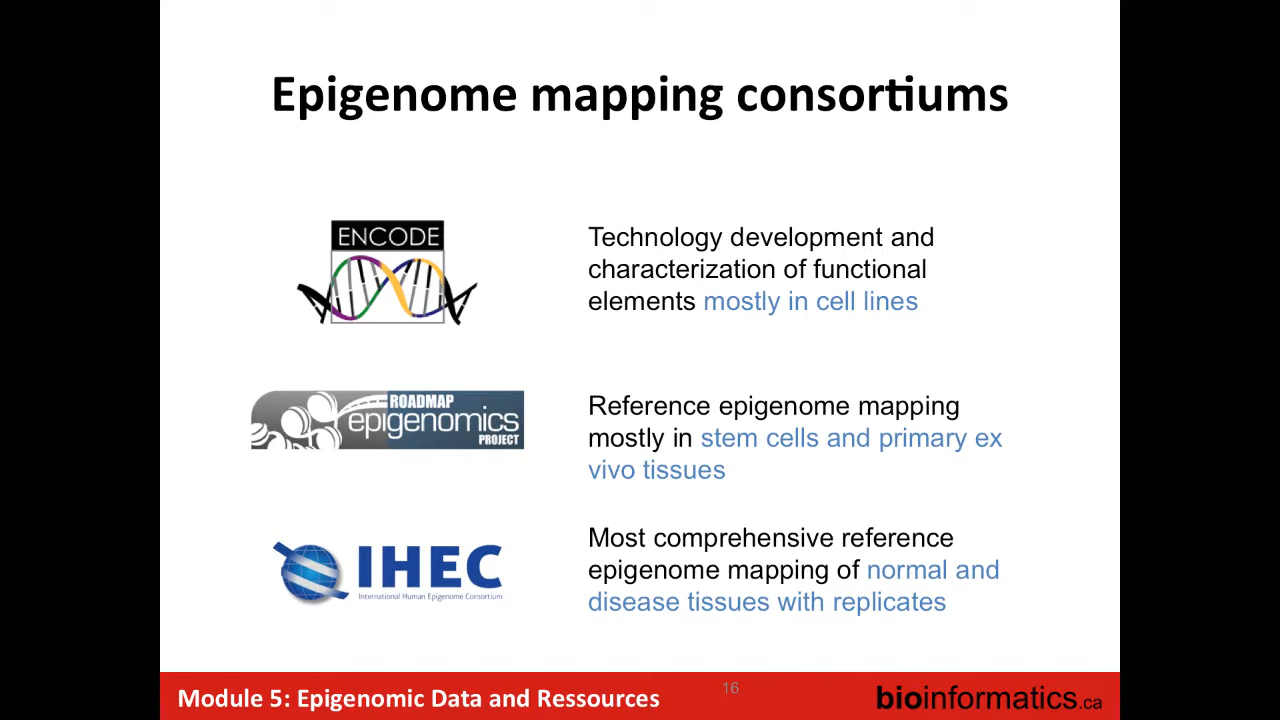 Epigenome mapping consortiums
ENCODE
Technology development and
characterization of functional
elements mostly in cell lines
ROADMAP
epigenomics
PROJECT
Reference epigenome mapping
mostly in stem cells and primary ex
vivo tissues
IHEC
International Human Epigenome Consortium
Most comprehensive reference
epigenome mapping of normal and
disease tissues with replicates
Module 5: Epigenomic Data and Ressources
16
bioinformatics.ca